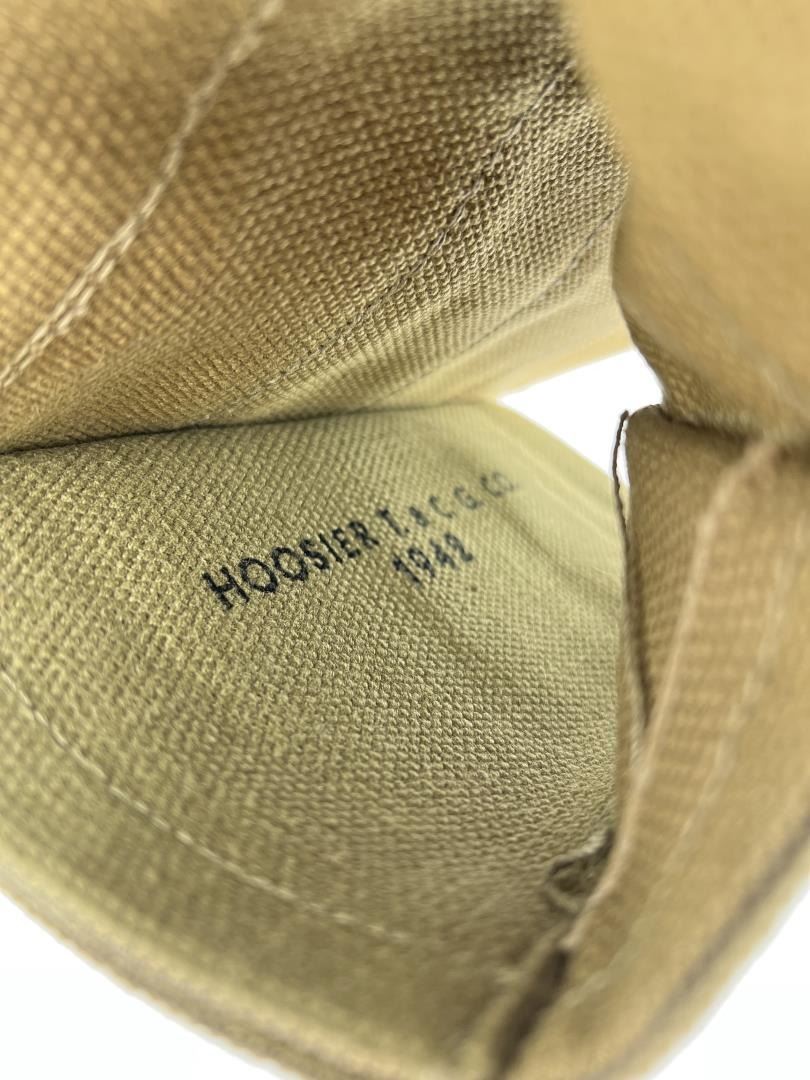 HOOSIER T. & C. G. CO.
1942